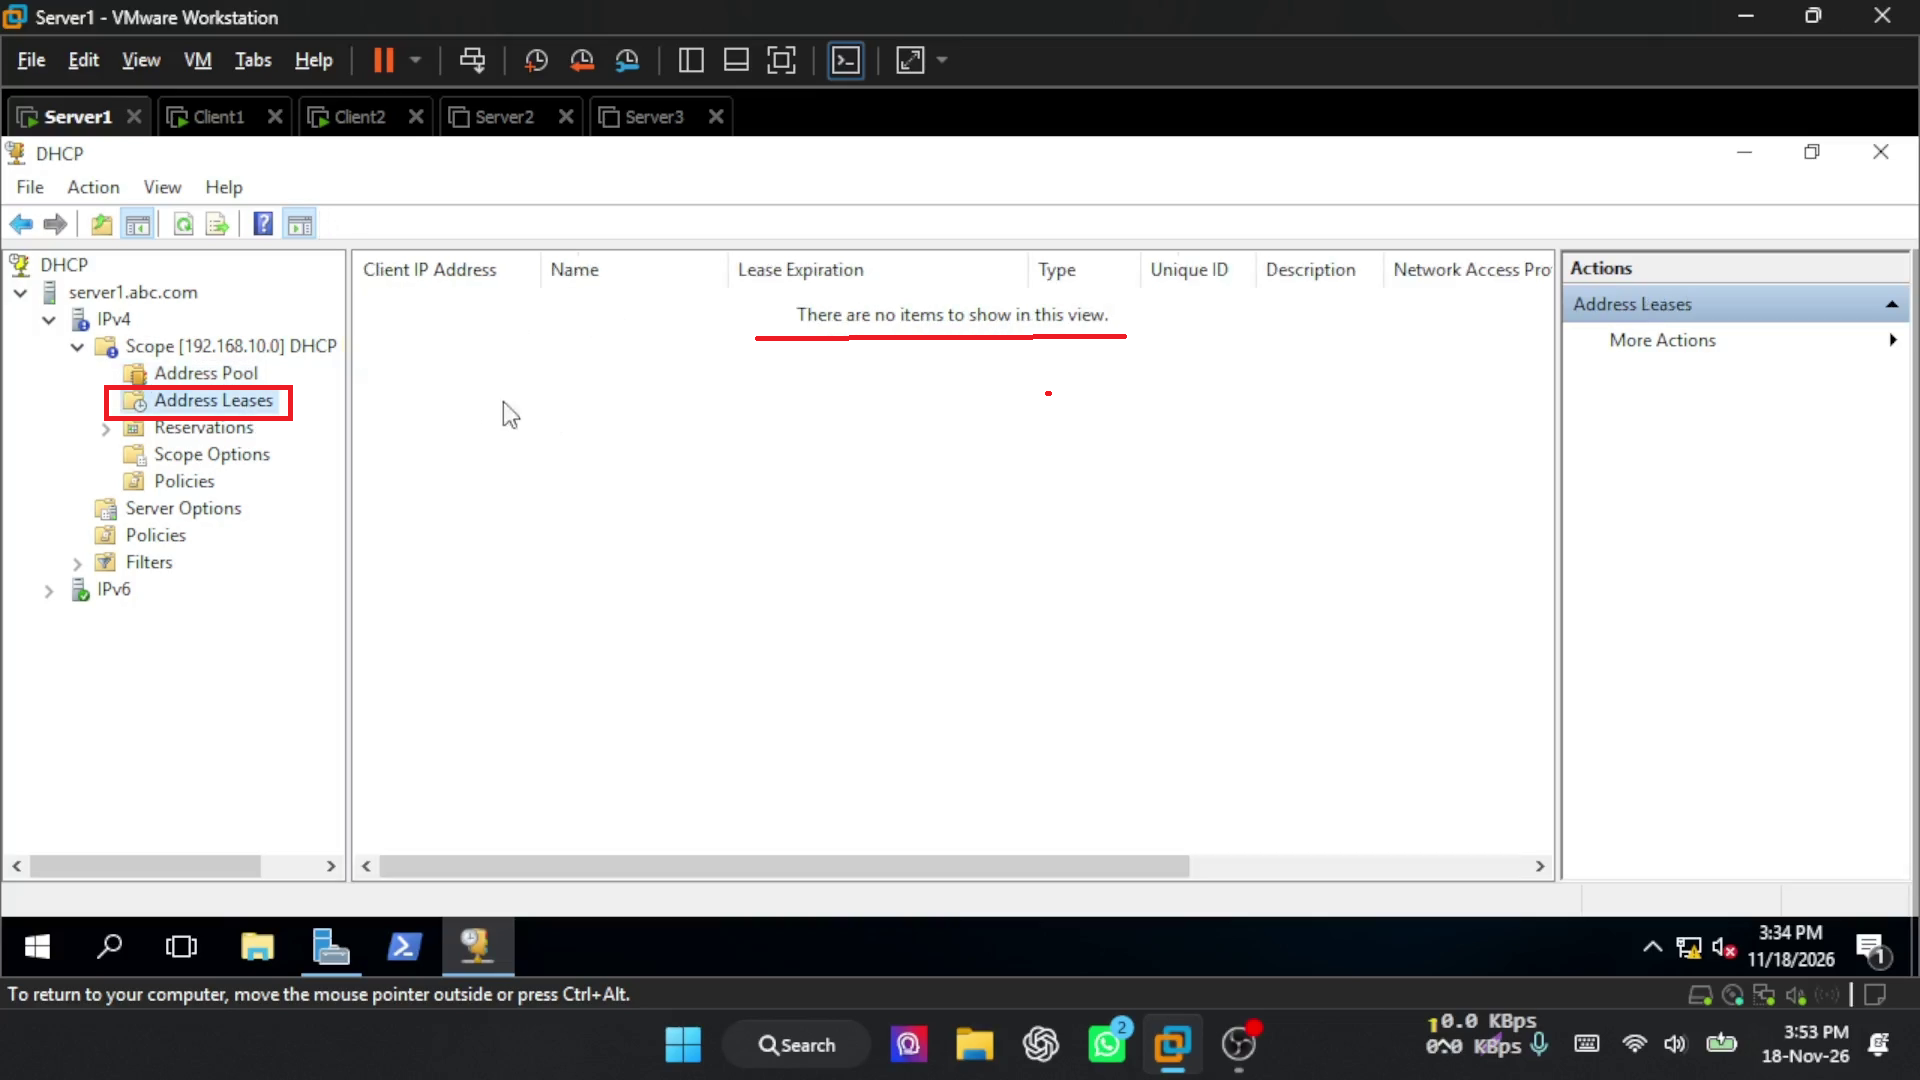 Server1 - VMware Workstation
File Edit View VM Tabs Help
Server1 Client1 Client2 Server2 Server3
DHCP
File Action View Help
DHCP
server1.abc.com
IPv4
Scope [192.168.10.0] DHCP
Address Pool
Address Leases
Reservations
Scope Options
Policies
Server Options
Policies
Filters
IPv6
Client IP Address Name Lease Expiration Type Unique ID Description Network Access Pro
There are no items to show in this view.
Actions
Address Leases
More Actions
3:34 PM
11/18/2026
1
To return to your computer, move the mouse pointer outside or press Ctrl+Alt.
Search
2
0.0 KBps
0.0 KBps
3:53 PM
18-Nov-26